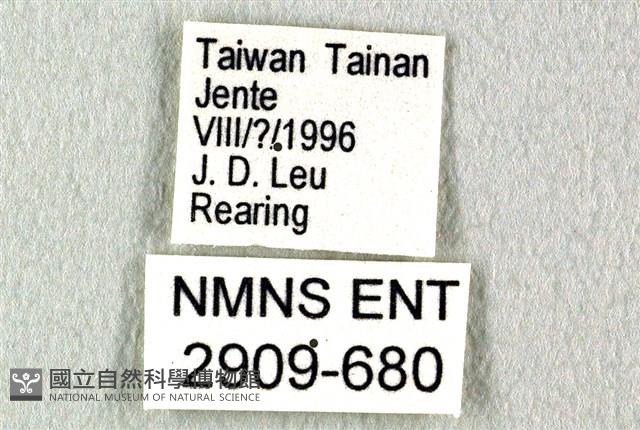 Taiwan Tainan
Jente
VIII/?/1996
J. D. Leu
Rearing
NMNS ENT
2909-680
國立自然科學博物館
NATIONAL MUSEUM OF NATURAL SCIENCE